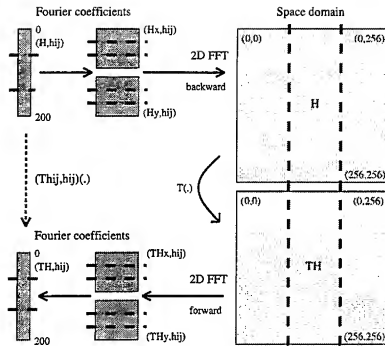 Fourier coefficients
Space domain
0
(H,hij)
(Hx,hij)
2D FFT
backward
(Hy,hij)
200
(0,0)
(0,256)
H
(256,256)
(Thij,hij)(.)
T(.)
(0,0)
(0,256)
TH
(256,256)
Fourier coefficients
0
(TH,hij)
(THx,hij)
2D FFT
forward
(THy,hij)
200